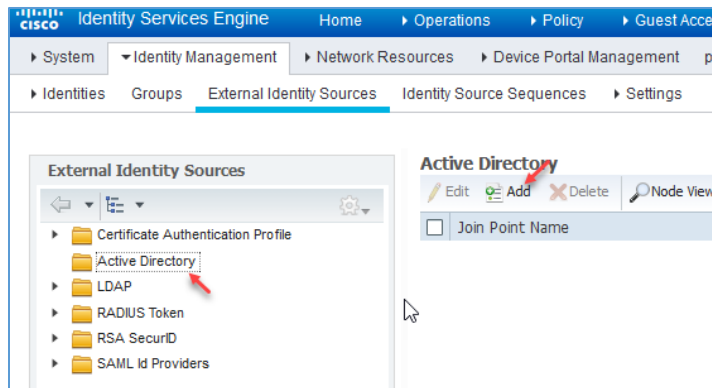 CISCO Identity Services Engine Home Operations Policy Guest Acce
System Identity Management Network Resources Device Portal Management p
Identities Groups External Identity Sources Identity Source Sequences Settings
External Identity Sources
Certificate Authentication Profile
Active Directory
LDAP
RADIUS Token
RSA SecurID
SAML Id Providers
Active Directory
Edit Add Delete Node View
Join Point Name